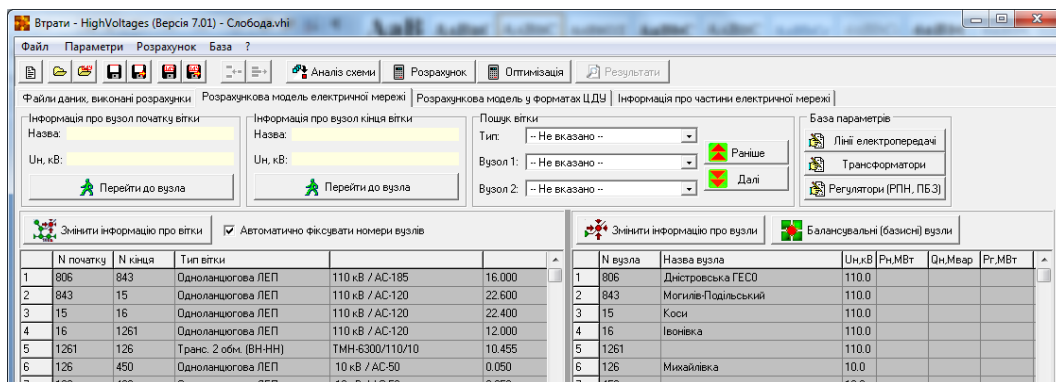 Втрати - HighVoltages (Версія 7.01) - Слобода.vhi
Файл Параметри Розрахунок База ?
Аналіз схеми Розрахунок Оптимізація Результати
Файли даних, виконані розрахунки Розрахункова модель електричної мережі Розрахункова модель у форматах ЦДУ Інформація про частини електричної мережі
Інформація про вузол початку вітки Інформація про вузол кінця вітки Пошук вітки База параметрів
Назва: Назва: Тип: -- Не вказано -- Лінії електропередачі
Uн, кВ: Uн, кВ: Вузол 1: -- Не вказано -- Раніше Трансформатори
Перейти до вузла Перейти до вузла Вузол 2: -- Не вказано -- Далі Регулятори (РПН, ПБЗ)
Змінити інформацію про вітки Автоматично фіксувати номери вузлів Змінити інформацію про вузли Балансувальні (базисні) вузли
N початку N кінця Тип вітки N вузла Назва вузла Uн,кВ Pн,МВт Qн,Мвар Pг,МВт
1 806 843 Одноланцюгова ЛЕП 110 кВ / АС-185 16.000 1 806 Дністровська ГЕС0 110.0
2 843 15 Одноланцюгова ЛЕП 110 кВ / АС-120 22.600 2 843 Могилів-Подільський 110.0
3 15 16 Одноланцюгова ЛЕП 110 кВ / АС-120 22.400 3 15 Коси 110.0
4 16 1261 Одноланцюгова ЛЕП 110 кВ / АС-120 12.000 4 16 Івонівка 110.0
5 1261 126 Транс. 2 обм. (ВН-НН) ТМН-6300/110/10 10.455 5 1261 110.0
6 126 450 Одноланцюгова ЛЕП 10 кВ / АС-50 0.050 6 126 Михайлівка 10.0